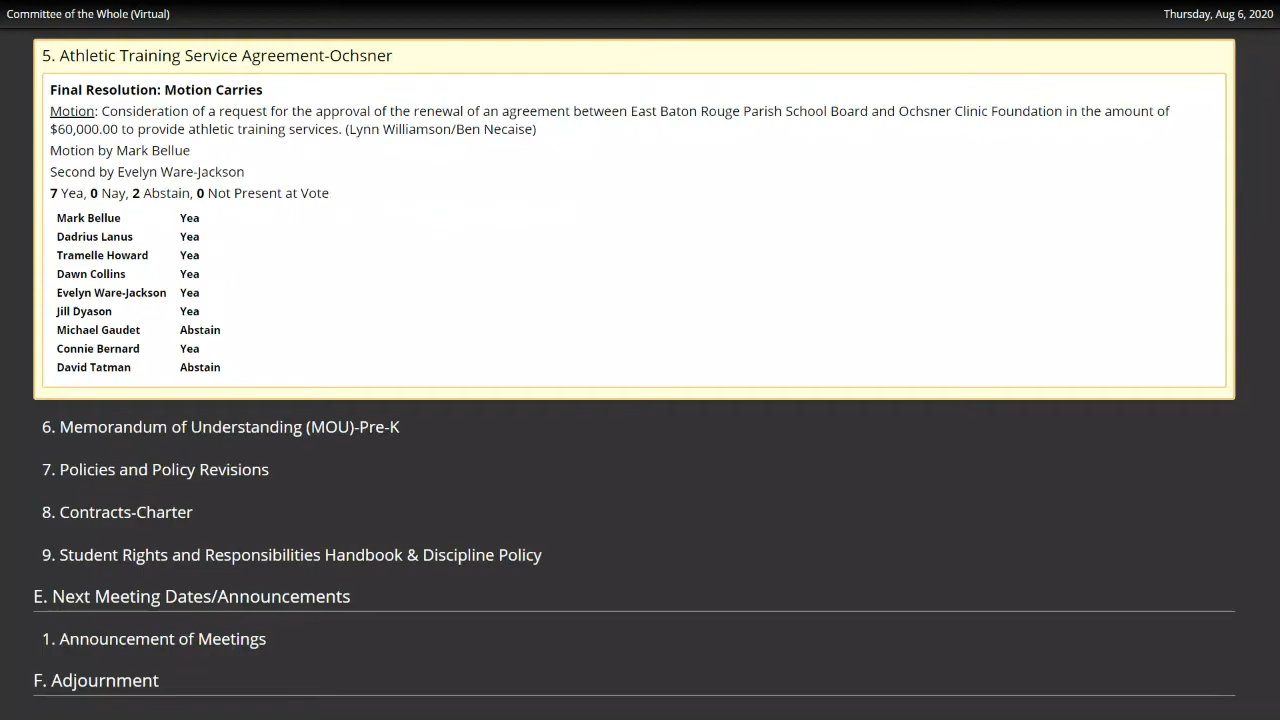 Committee of the Whole (Virtual)
Thursday, Aug 6, 2020
5. Athletic Training Service Agreement-Ochsner
Final Resolution: Motion Carries
Motion: Consideration of a request for the approval of the renewal of an agreement between East Baton Rouge Parish School Board and Ochsner Clinic Foundation in the amount of
$60,000.00 to provide athletic training services. (Lynn Williamson/Ben Necaise)
Motion by Mark Bellue
Second by Evelyn Ware-Jackson
7 Yea, 0 Nay, 2 Abstain, 0 Not Present at Vote
Mark Bellue Yea
Dadrius Lanus Yea
Tramelle Howard Yea
Dawn Collins Yea
Evelyn Ware-Jackson Yea
Jill Dyason Yea
Michael Gaudet Abstain
Connie Bernard Yea
David Tatman Abstain
6. Memorandum of Understanding (MOU)-Pre-K
7. Policies and Policy Revisions
8. Contracts-Charter
9. Student Rights and Responsibilities Handbook & Discipline Policy
E. Next Meeting Dates/Announcements
1. Announcement of Meetings
F. Adjournment